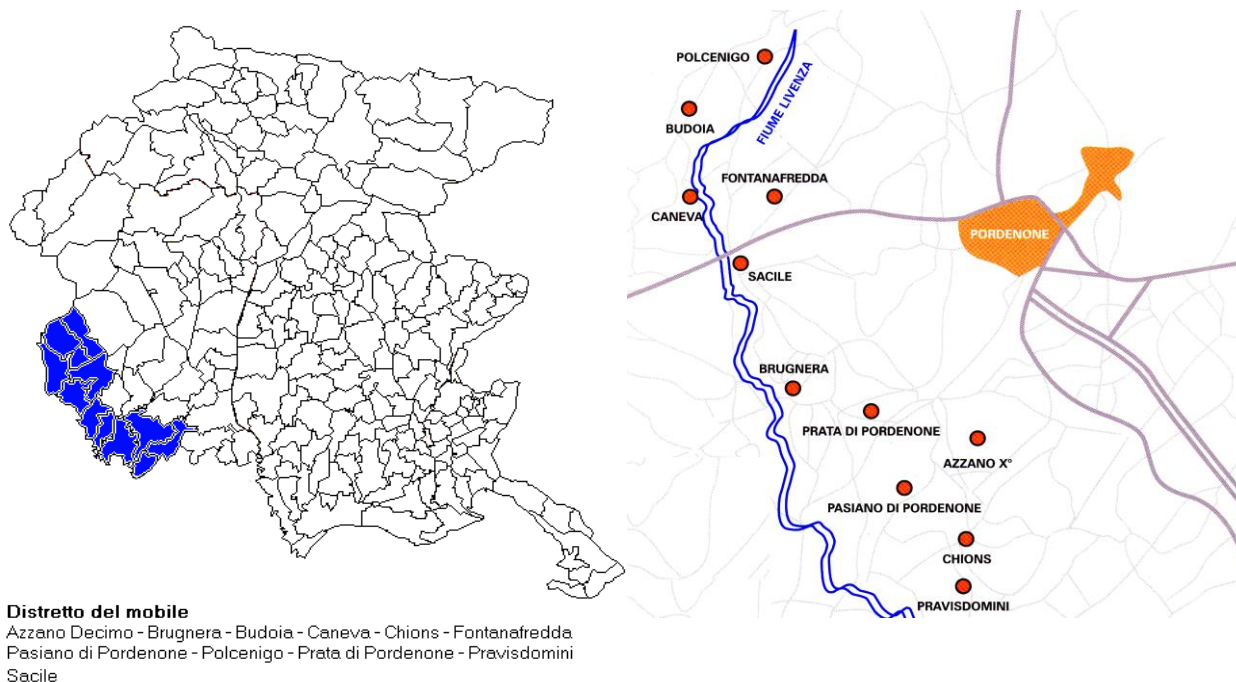 POLCENIGO
FIUME LIVENZA
BUDOIA
FONTANAFREDDA
CANEVA
PORDENONE
SACILE
BRUGNERA
PRATA DI PORDENONE
AZZANO X°
PASIANO DI PORDENONE
CHIONS
PRAVISDOMINI
Distretto del mobile
Azzano Decimo - Brugnera - Budoia - Caneva - Chions - Fontanafredda
Pasiano di Pordenone - Polcenigo - Prata di Pordenone - Pravisdomini
Sacile